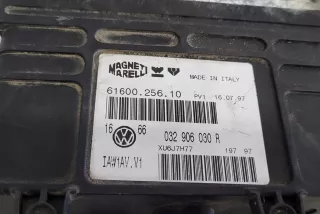 MAGNETI
MARELLI
MADE IN ITALY
61600.256.10 PV1 16.07.97
16 66
032 906 030 R
XU6J7H77
IAW1AV.V1 197 97